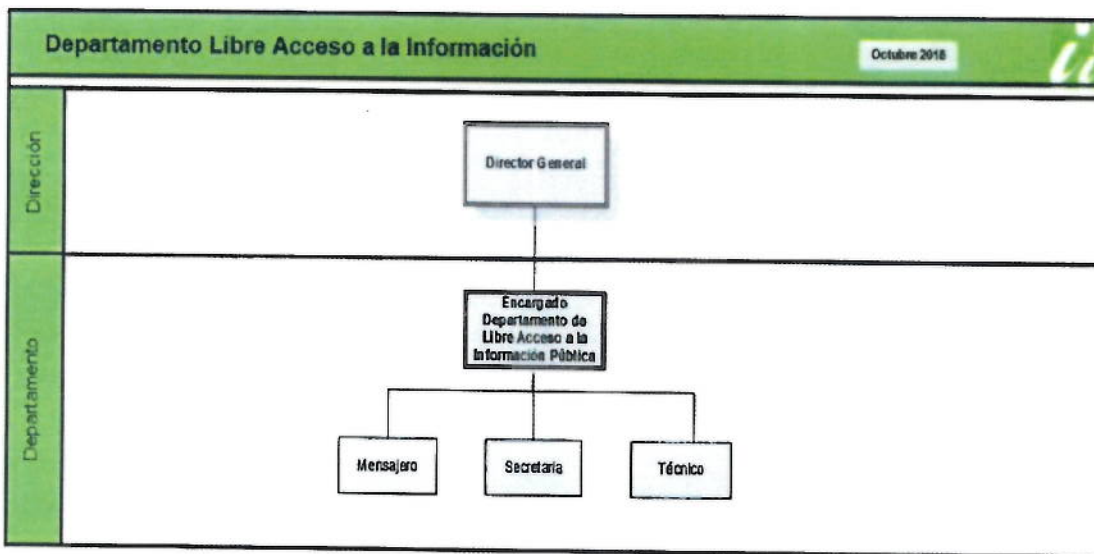 Departamento Libre Acceso a la Información
Octubre 2018
Dirección
Director General
Departamento
Encargado
Departamento de
Libre Acceso a la
Información Pública
Mensajero
Secretaria
Técnico